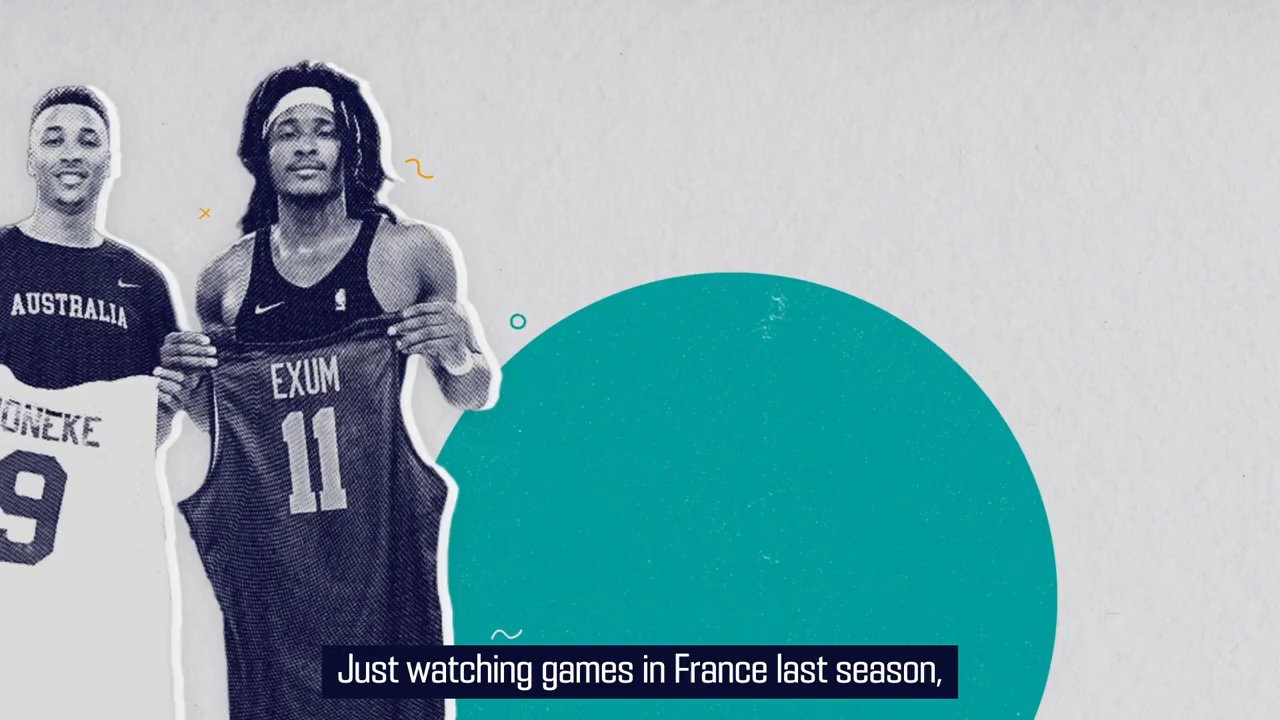 AUSTRALIA
EXUM
11
ONEKE
9
Just watching games in France last season,